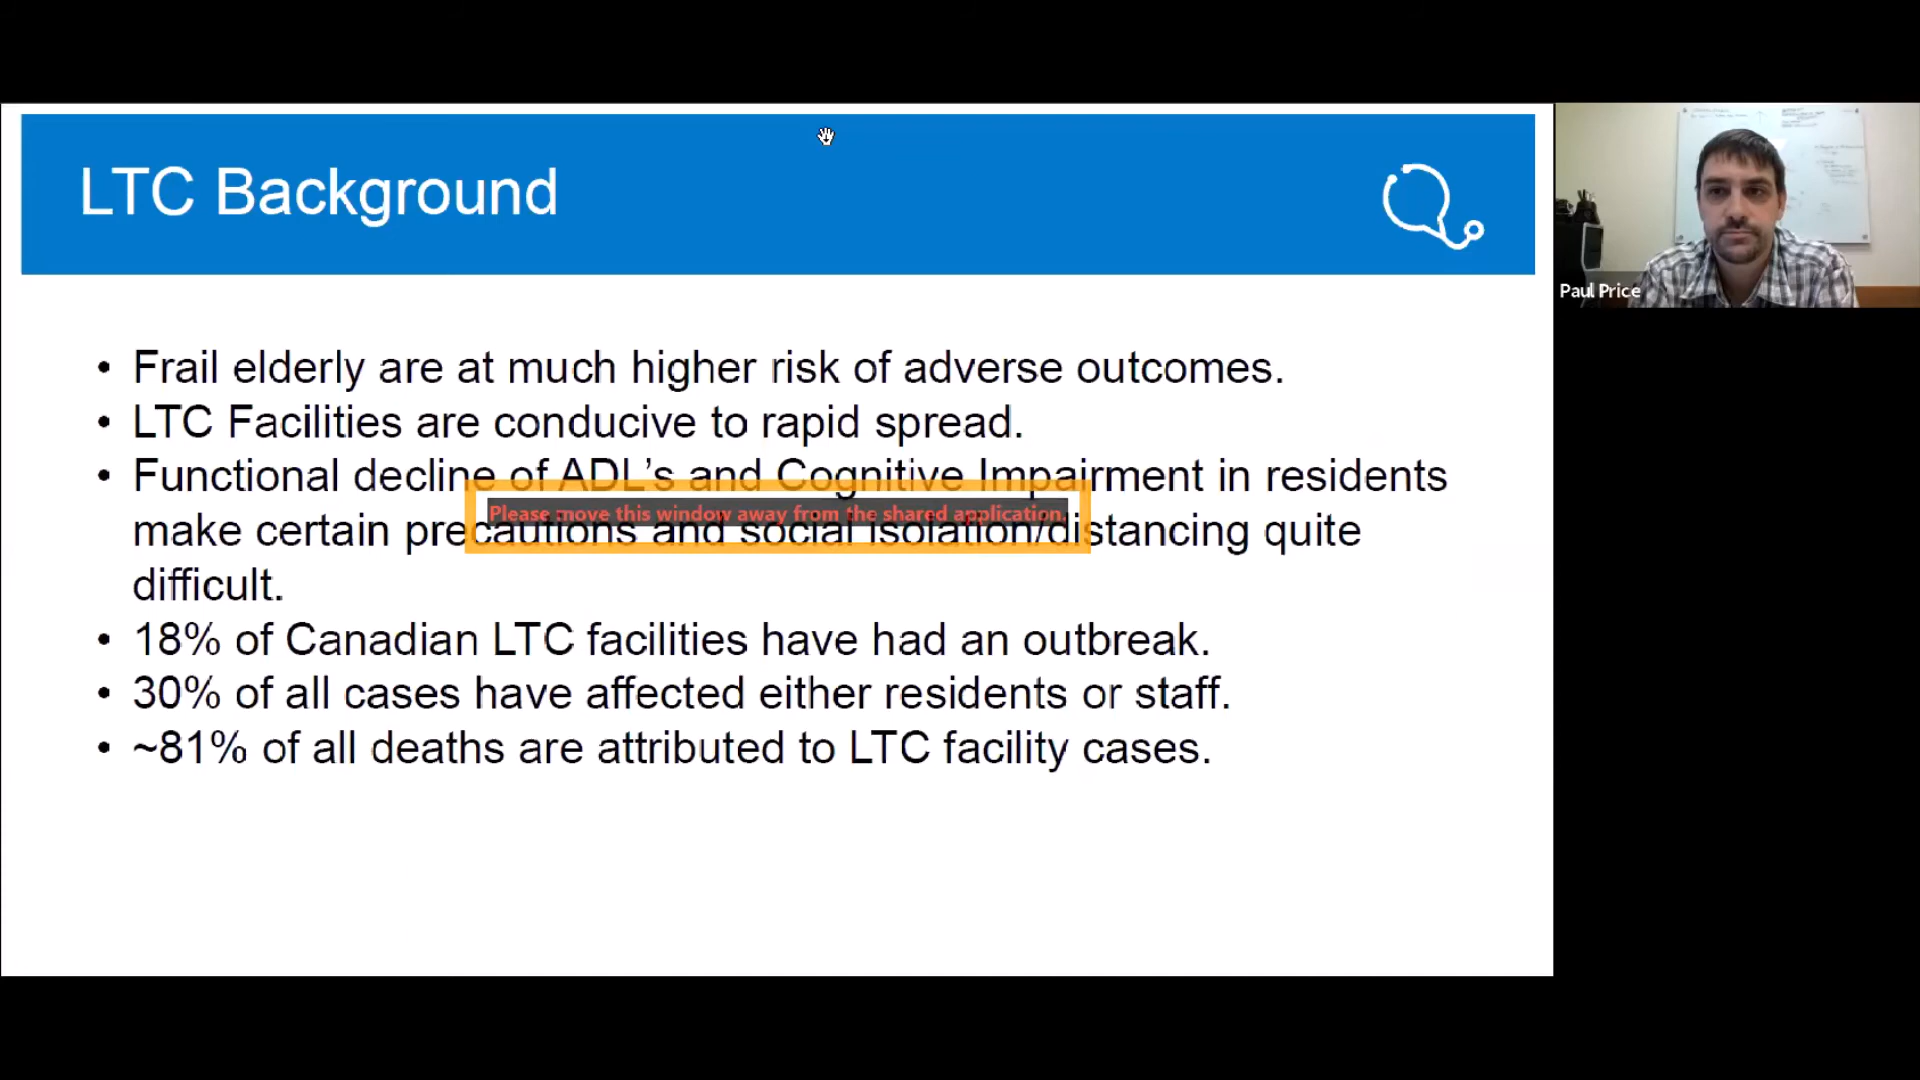 LTC Background
Paul Price
• Frail elderly are at much higher risk of adverse outcomes.
• LTC Facilities are conducive to rapid spread.
• Functional decline of ADL's and Cognitive Impairment in residents
Please move this window away from the shared application.
make certain precautions and social isolation/distancing quite
difficult.
• 18% of Canadian LTC facilities have had an outbreak.
• 30% of all cases have affected either residents or staff.
• ~81% of all deaths are attributed to LTC facility cases.